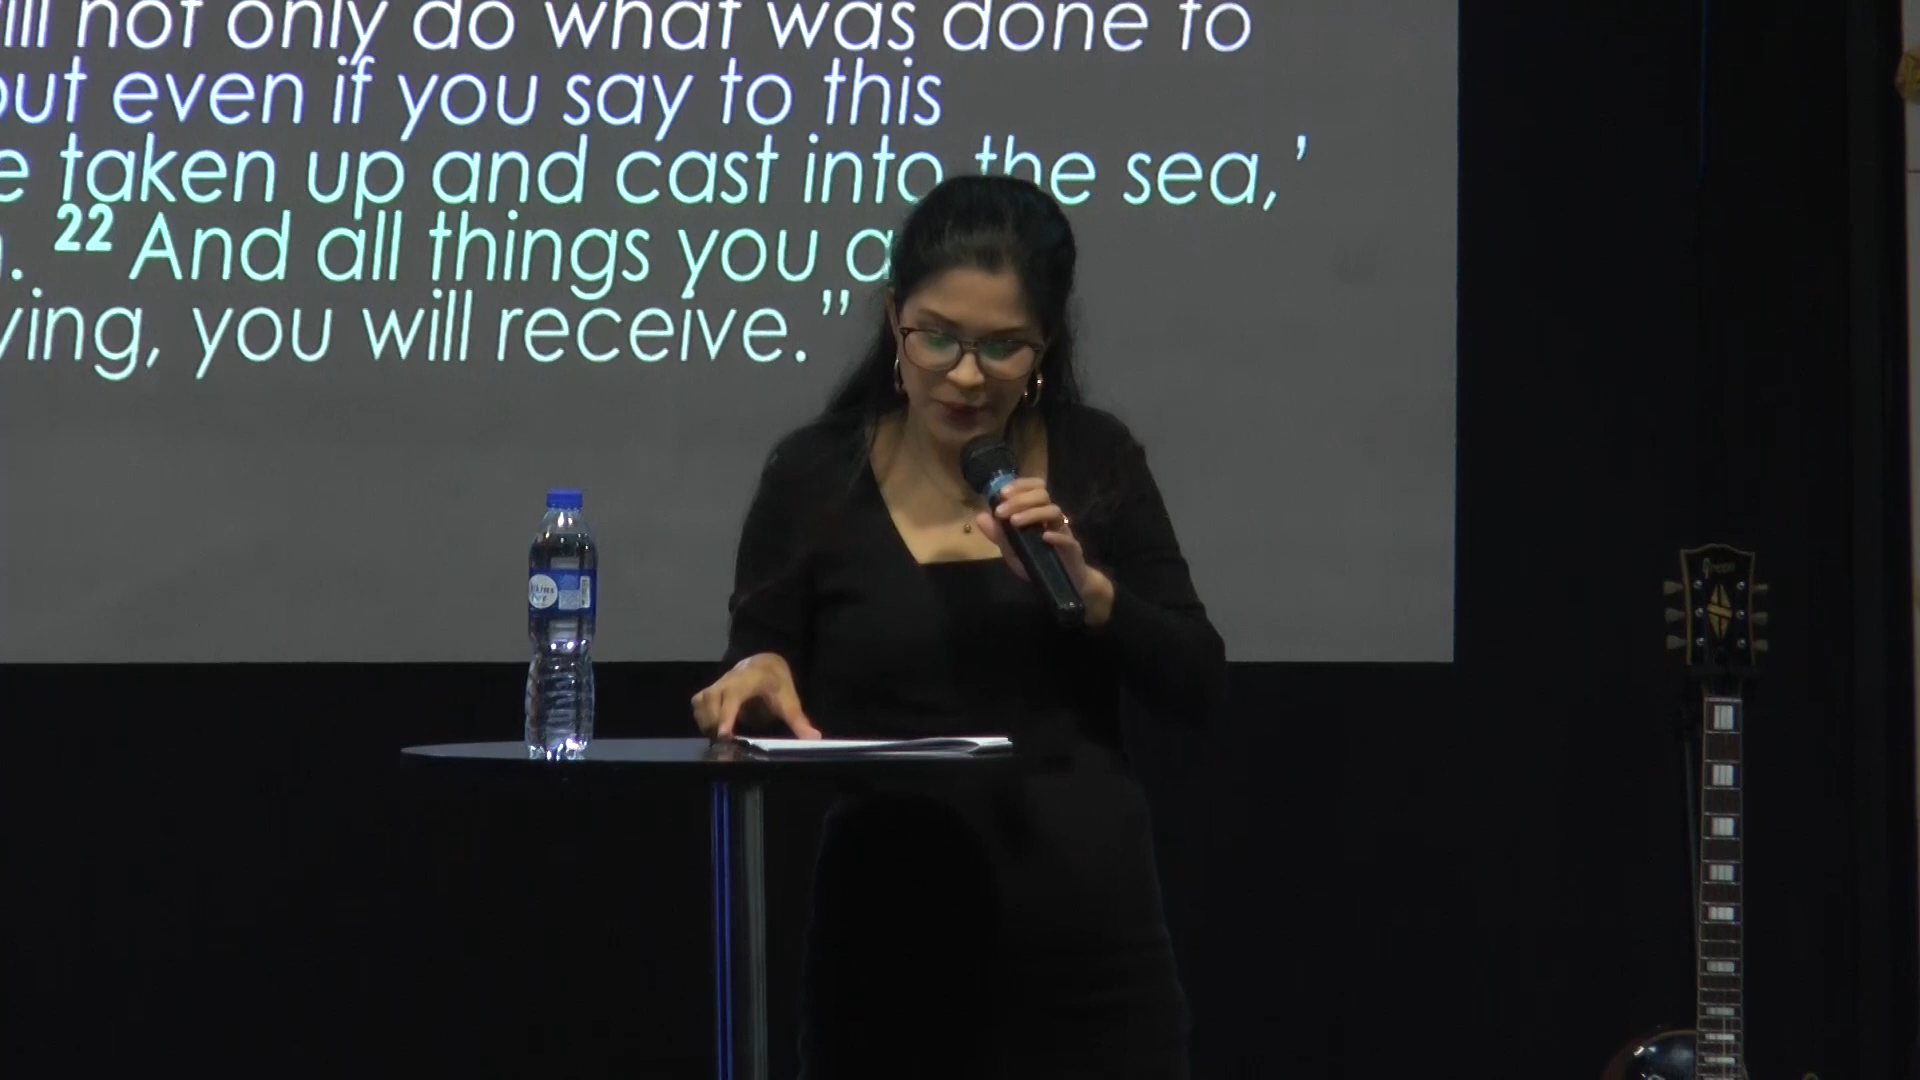 ill not only do what was done to
out even if you say to this
e taken up and cast into the sea,’
. 22 And all things you a
ying, you will receive.”